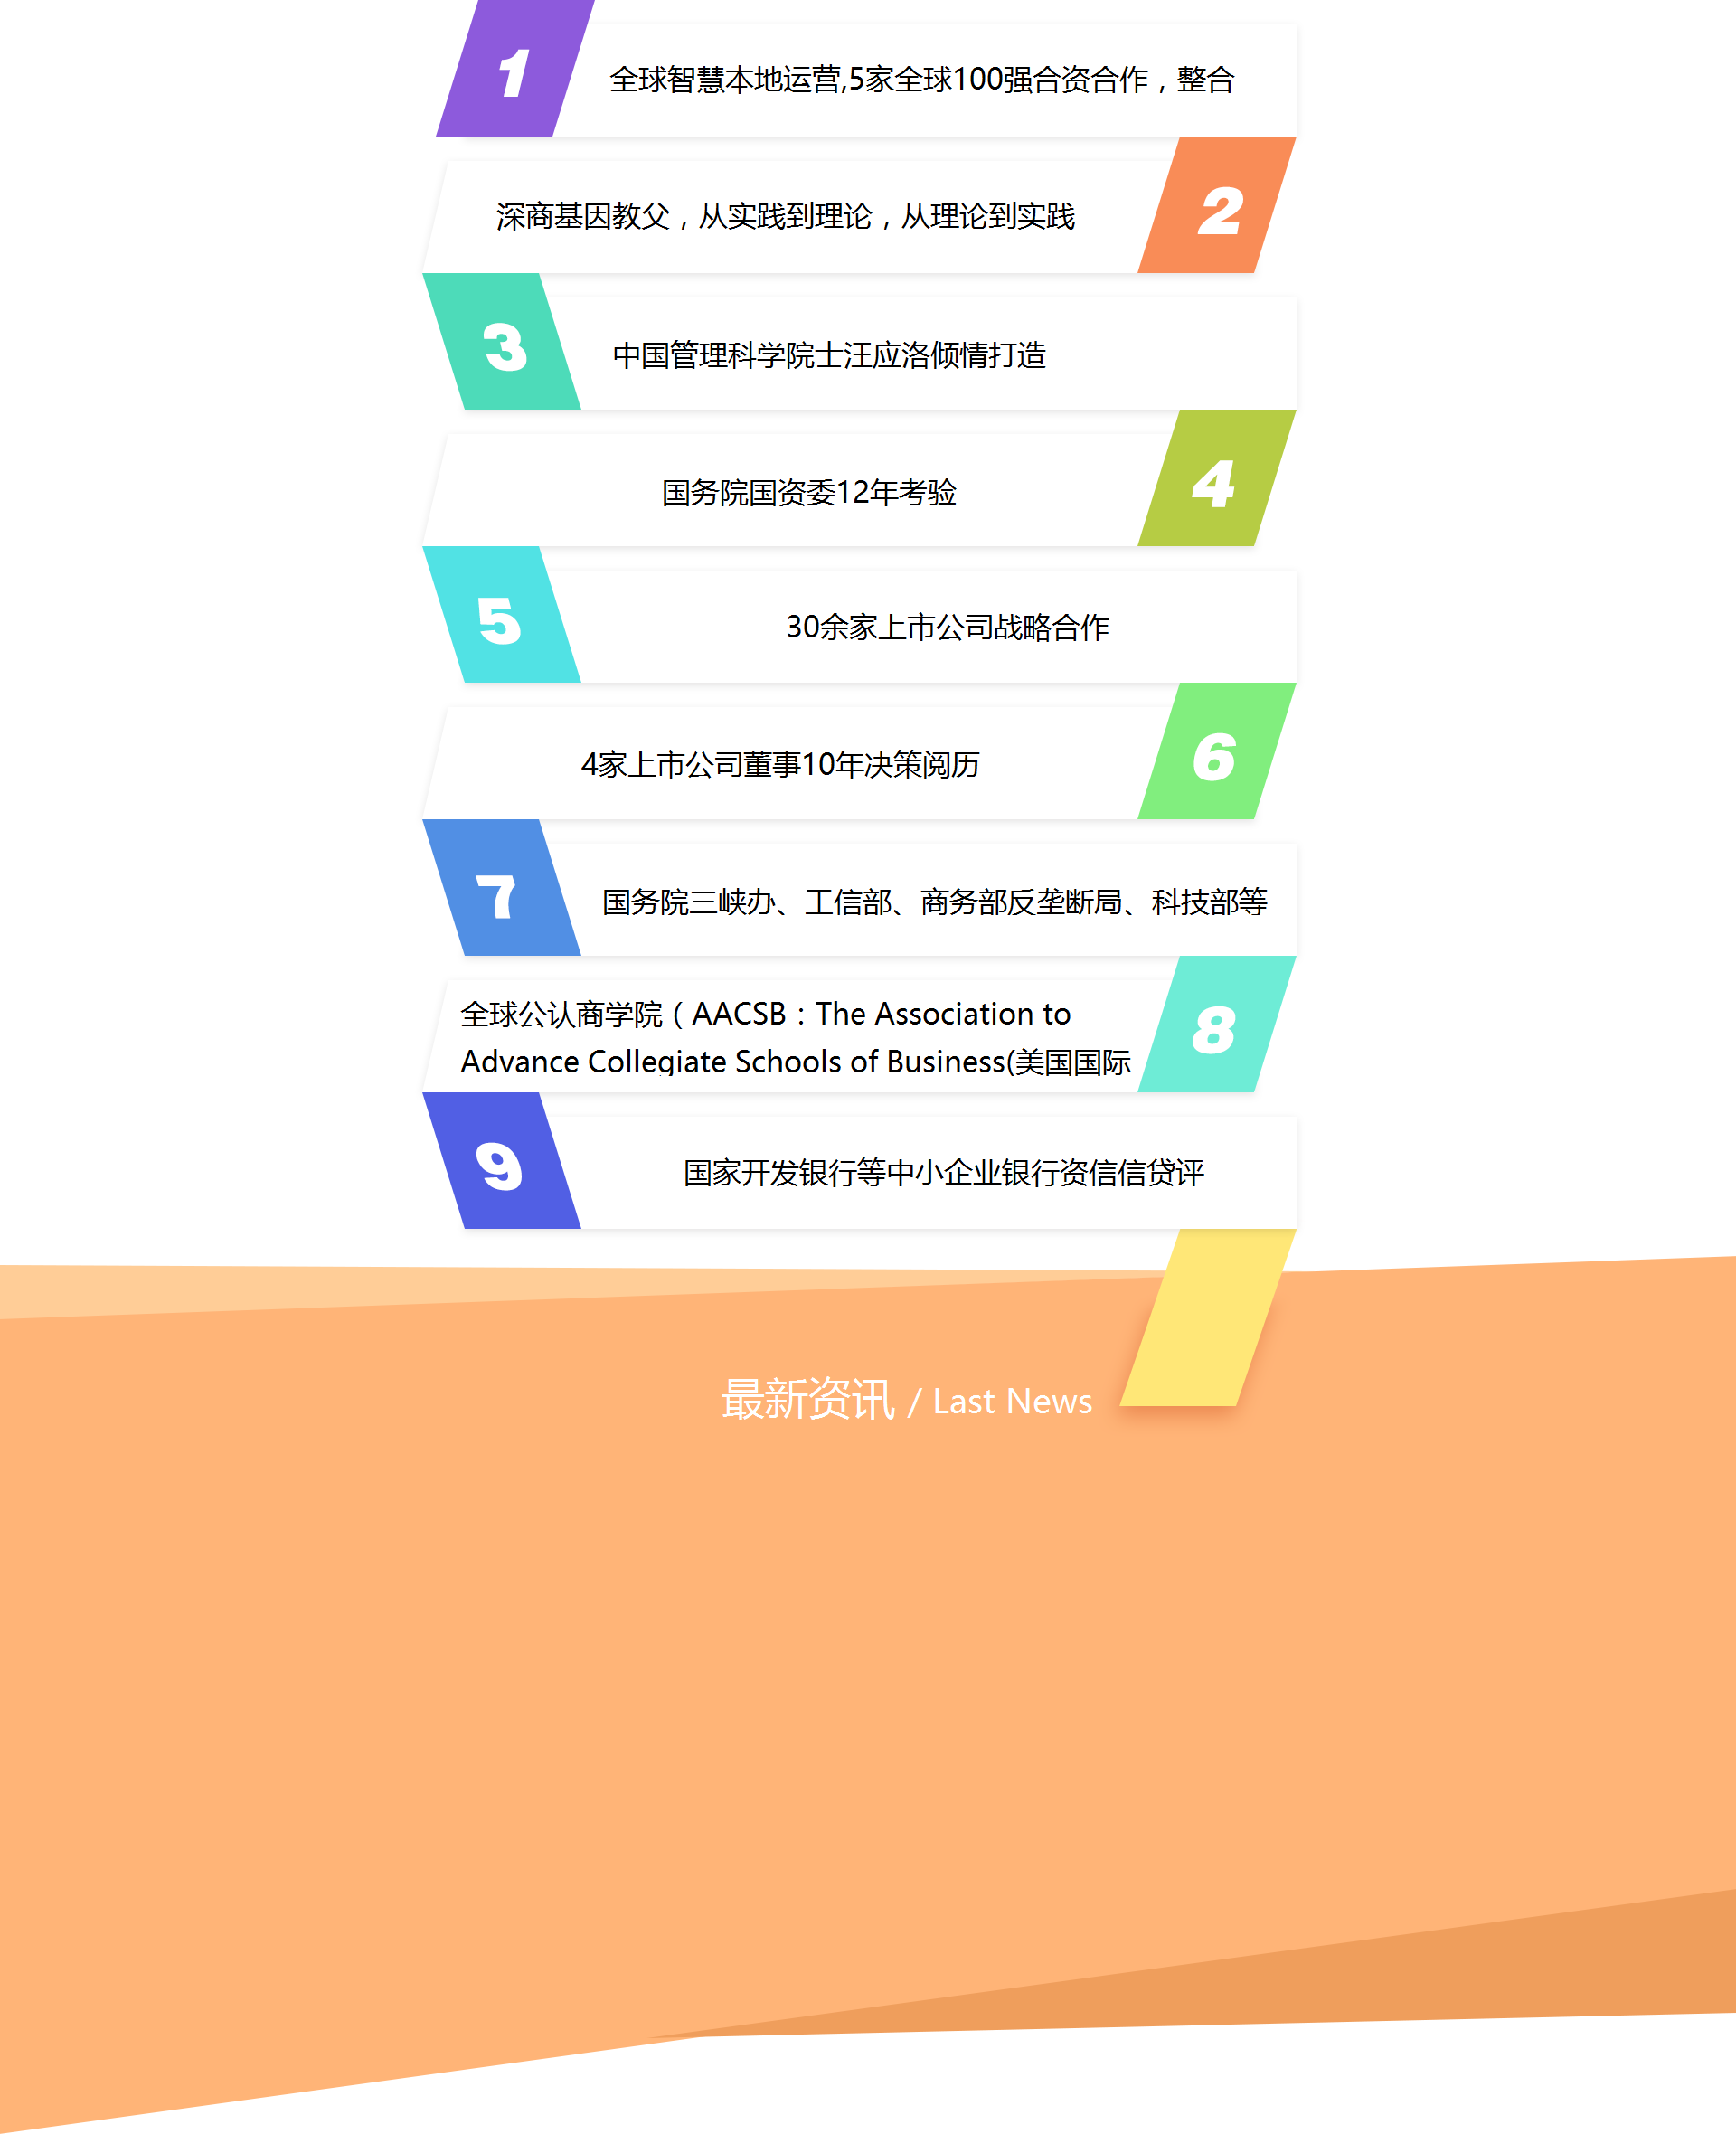 1
全球智慧本地运营,5家全球100强合资合作，整合
深商基因教父，从实践到理论，从理论到实践
2
3
中国管理科学院士汪应洛倾情打造
国务院国资委12年考验
4
5
30余家上市公司战略合作
4家上市公司董事10年决策阅历
6
7
国务院三峡办、工信部、商务部反垄断局、科技部等
全球公认商学院（AACSB：The Association to
Advance Collegiate Schools of Business(美国国际
8
9
国家开发银行等中小企业银行资信信贷评
最新资讯 / Last News